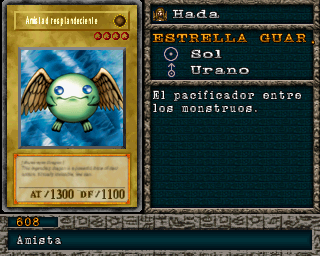 Amistad resplandeciente
AT/1300 DF/1100
Hada
ESTRELLA GUAR.
Sol
Urano
El pacificador entre
los monstruos.
608
Amista